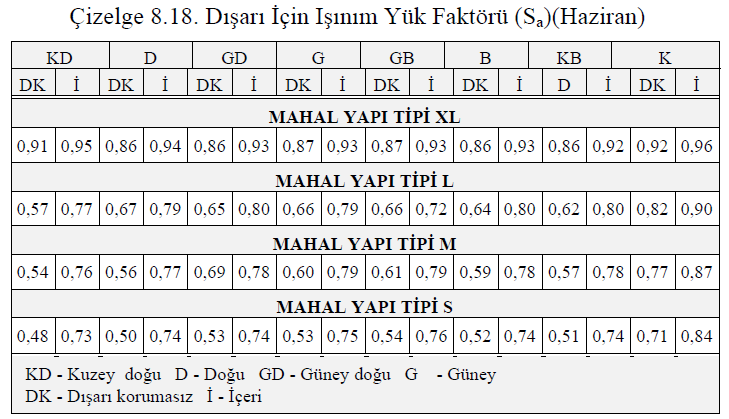 Çizelge 8.18. Dışarı İçin Işınım Yük Faktörü (Sa)(Haziran)
KD D GD G GB B KB K
DK İ DK İ DK İ DK İ DK İ DK İ D İ DK İ
MAHAL YAPI TİPİ XL
0,91 0,95 0,86 0,94 0,86 0,93 0,87 0,93 0,87 0,93 0,86 0,93 0,86 0,92 0,92 0,96
MAHAL YAPI TİPİ L
0,57 0,77 0,67 0,79 0,65 0,80 0,66 0,79 0,66 0,72 0,64 0,80 0,62 0,80 0,82 0,90
MAHAL YAPI TİPİ M
0,54 0,76 0,56 0,77 0,69 0,78 0,60 0,79 0,61 0,79 0,59 0,78 0,57 0,78 0,77 0,87
MAHAL YAPI TİPİ S
0,48 0,73 0,50 0,74 0,53 0,74 0,53 0,75 0,54 0,76 0,52 0,74 0,51 0,74 0,71 0,84
KD - Kuzey doğu D - Doğu GD - Güney doğu G - Güney
DK - Dışarı korumasız İ - İçeri